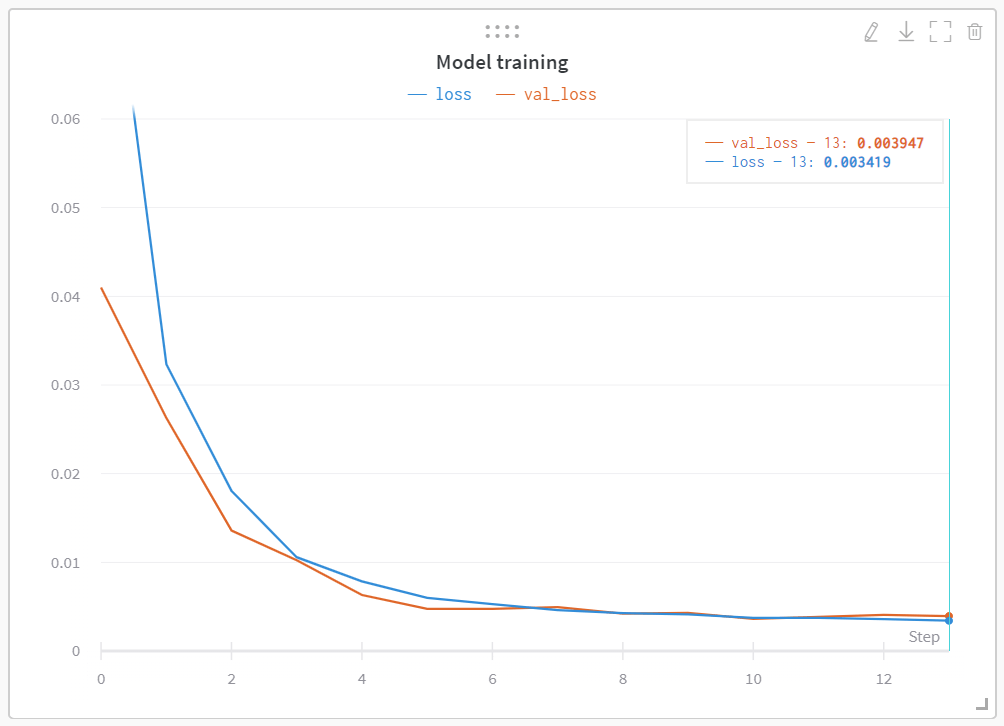 Model training
loss val_loss
0.06
val_loss – 13: 0.003947
loss – 13: 0.003419
0.05
0.04
0.03
0.02
0.01
Step
0
0 2 4 6 8 10 12